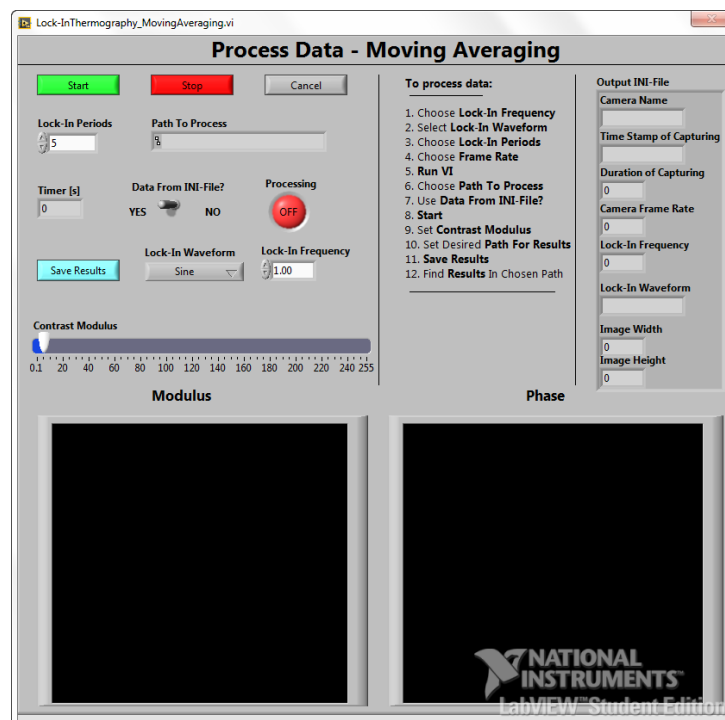 Lock-InThermography_MovingAveraging.vi
Process Data - Moving Averaging
Start
Stop
Cancel
Lock-In Periods
5
Path To Process
Timer [s]
0
Data From INI-File?
YES
NO
Processing
OFF
Save Results
Lock-In Waveform
Sine
Lock-In Frequency
1.00
Contrast Modulus
0.1 20 40 60 80 100 120 140 160 180 200 220 240 255
To process data:
1. Choose Lock-In Frequency
2. Select Lock-In Waveform
3. Choose Lock-In Periods
4. Choose Frame Rate
5. Run VI
6. Choose Path To Process
7. Use Data From INI-File?
8. Start
9. Set Contrast Modulus
10. Set Desired Path For Results
11. Save Results
12. Find Results In Chosen Path
Output INI-File
Camera Name
Time Stamp of Capturing
Duration of Capturing
0
Camera Frame Rate
0
Lock-In Frequency
0
Lock-In Waveform
Image Width
0
Image Height
0
Modulus
Phase
NATIONAL
INSTRUMENTS™
LabVIEW™ Student Edition